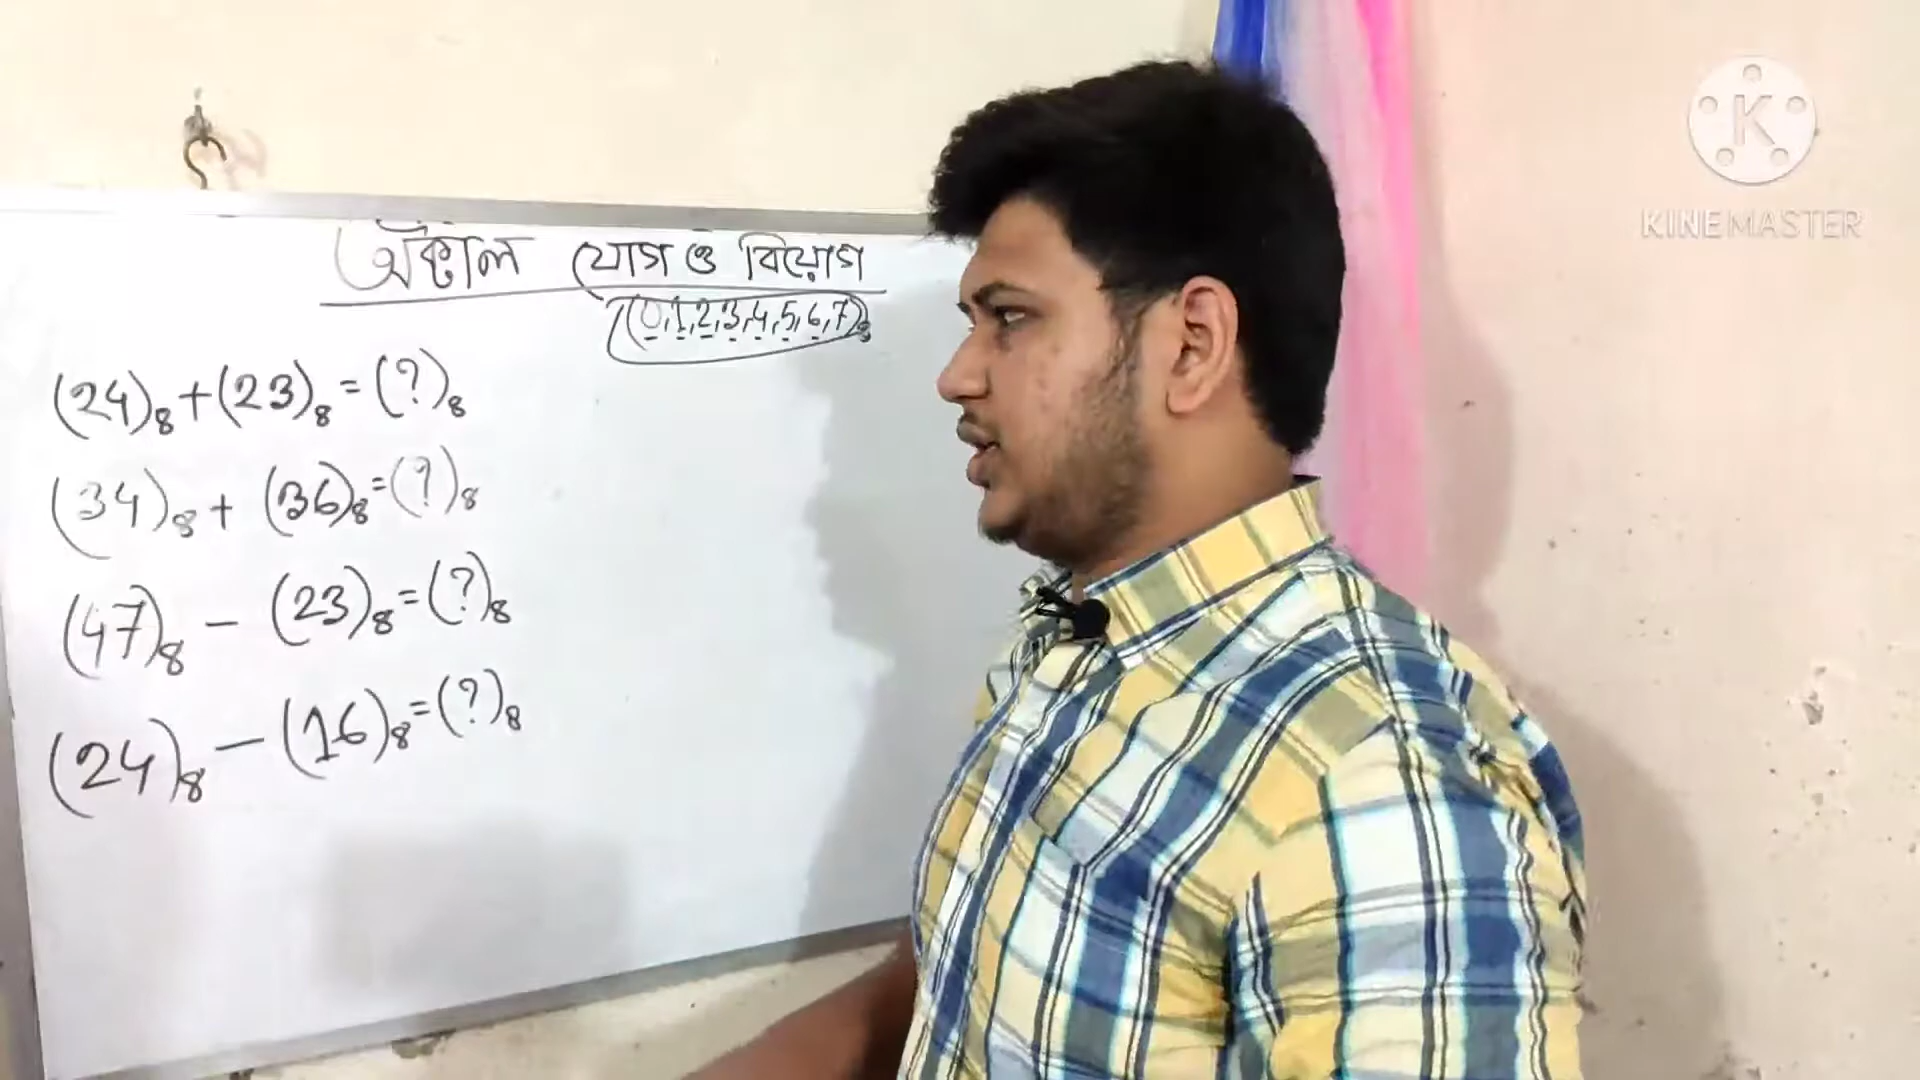 অক্টাল যোগ ও বিয়োগ
(0,1,2,3,4,5,6,7)₈
(24)₈+(23)₈=(?)₈
(34)₈+(36)₈=(?)₈
(47)₈-(23)₈=(?)₈
(24)₈-(16)₈=(?)₈
K
KINEMASTER